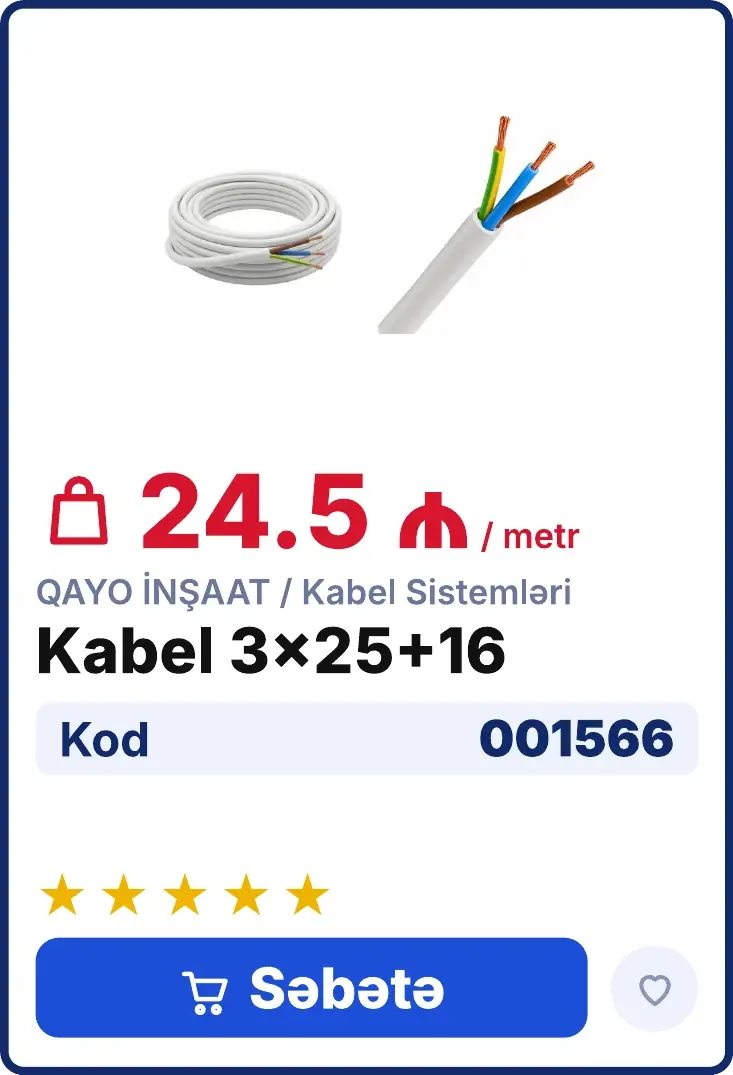 24.5 ₼ / metr
QAYO İNŞAAT / Kabel Sistemləri
Kabel 3×25+16
Kod 001566
Səbətə